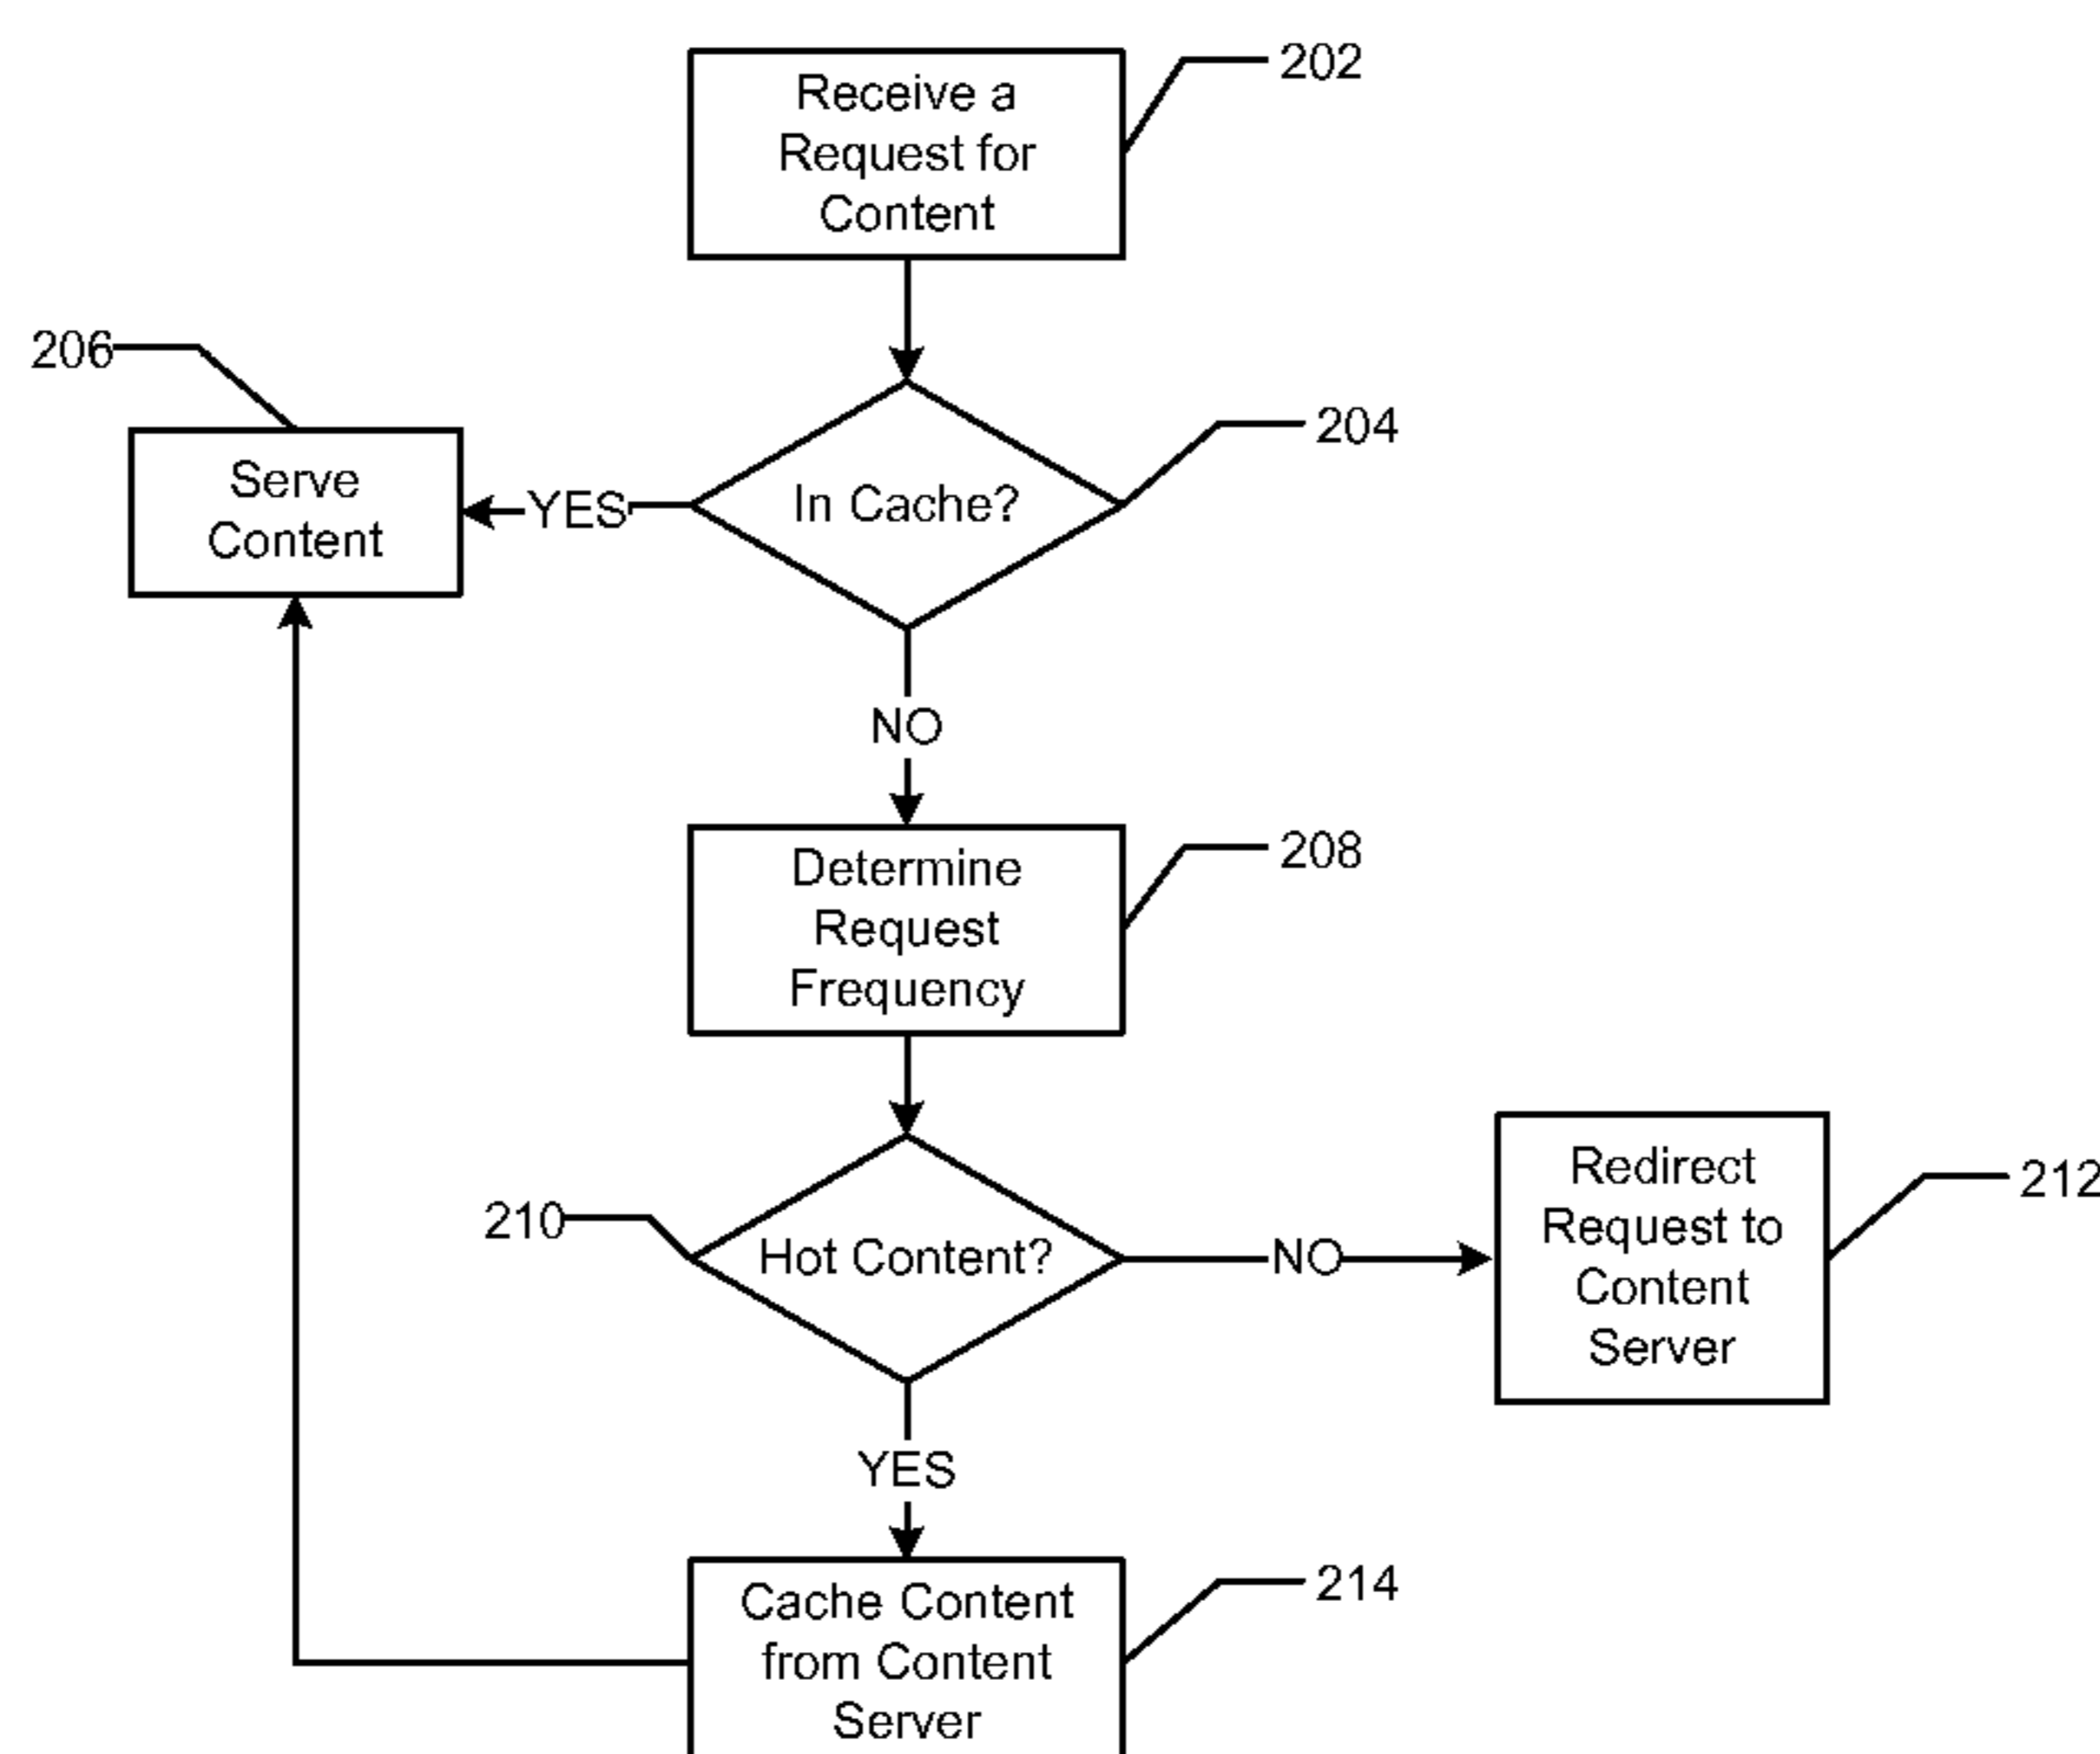 Receive a
Request for
Content
202
206
Serve
Content
YES
In Cache?
204
NO
Determine
Request
Frequency
208
210
Hot Content?
NO
Redirect
Request to
Content
Server
212
YES
Cache Content
from Content
Server
214